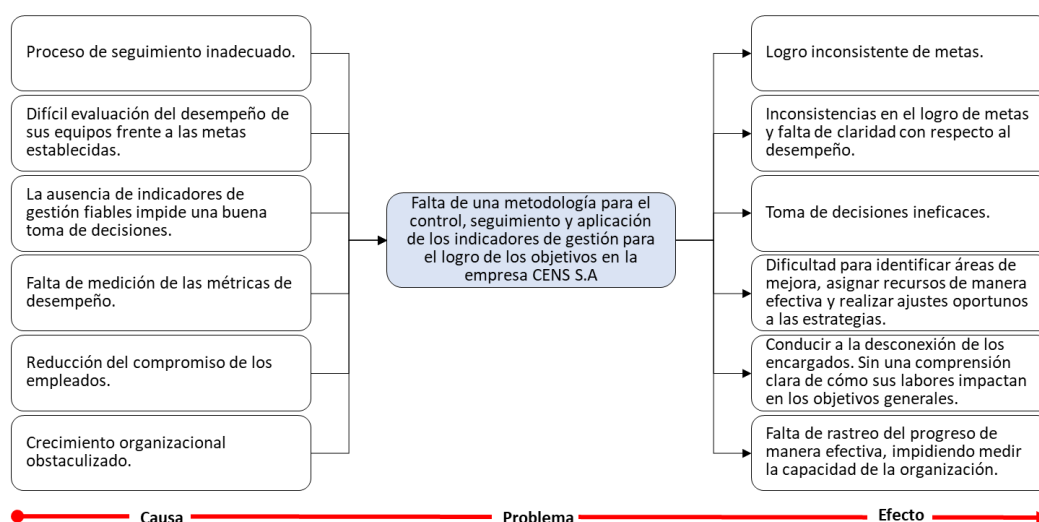 Proceso de seguimiento inadecuado.
Difícil evaluación del desempeño de
sus equipos frente a las metas
establecidas.
La ausencia de indicadores de
gestión fiables impide una buena
toma de decisiones.
Falta de medición de las métricas de
desempeño.
Reducción del compromiso de los
empleados.
Crecimiento organizacional
obstaculizado.
Falta de una metodología para el
control, seguimiento y aplicación
de los indicadores de gestión para
el logro de los objetivos en la
empresa CENS S.A
Logro inconsistente de metas.
Inconsistencias en el logro de metas
y falta de claridad con respecto al
desempeño.
Toma de decisiones ineficaces.
Dificultad para identificar áreas de
mejora, asignar recursos de manera
efectiva y realizar ajustes oportunos
a las estrategias.
Conducir a la desconexión de los
encargados. Sin una comprensión
clara de cómo sus labores impactan
en los objetivos generales.
Falta de rastreo del progreso de
manera efectiva, impidiendo medir
la capacidad de la organización.
Causa
Problema
Efecto